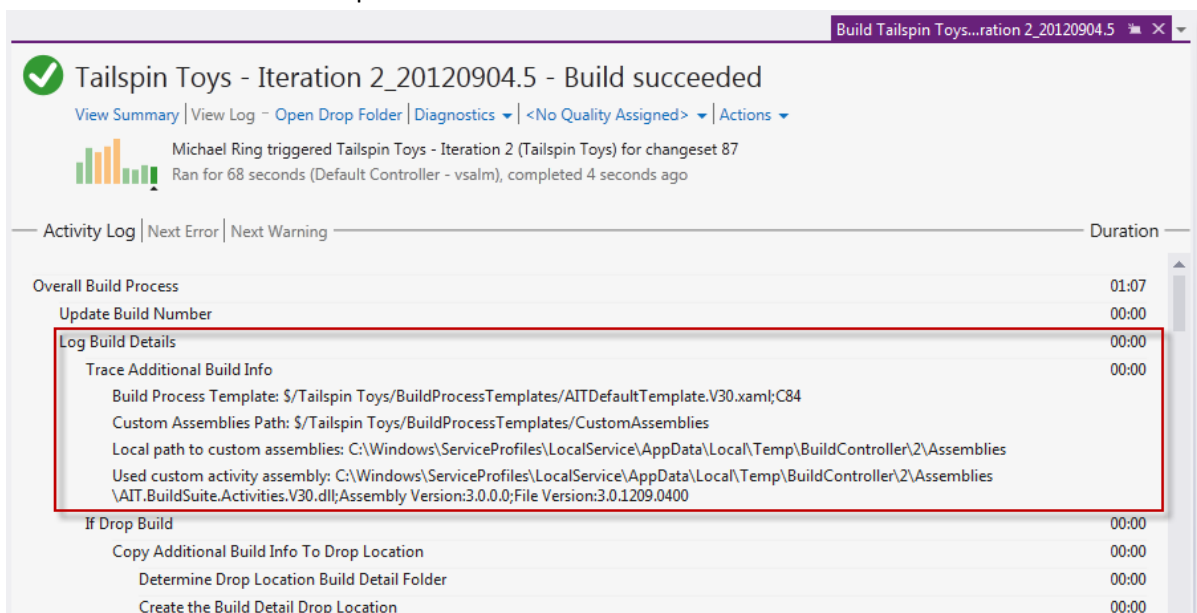 Build Tailspin Toys...ration 2_20120904.5
Tailspin Toys - Iteration 2_20120904.5 - Build succeeded
View Summary | View Log - Open Drop Folder | Diagnostics | <No Quality Assigned> | Actions
Michael Ring triggered Tailspin Toys - Iteration 2 (Tailspin Toys) for changeset 87
Ran for 68 seconds (Default Controller - vsalm), completed 4 seconds ago
Activity Log | Next Error | Next Warning Duration
Overall Build Process 01:07
Update Build Number 00:00
Log Build Details 00:00
Trace Additional Build Info 00:00
Build Process Template: $/Tailspin Toys/BuildProcessTemplates/AITDefaultTemplate.V30.xaml;C84
Custom Assemblies Path: $/Tailspin Toys/BuildProcessTemplates/CustomAssemblies
Local path to custom assemblies: C:\Windows\ServiceProfiles\LocalService\AppData\Local\Temp\BuildController\2\Assemblies
Used custom activity assembly: C:\Windows\ServiceProfiles\LocalService\AppData\Local\Temp\BuildController\2\Assemblies
\AIT.BuildSuite.Activities.V30.dll;Assembly Version:3.0.0.0;File Version:3.0.1209.0400
If Drop Build 00:00
Copy Additional Build Info To Drop Location 00:00
Determine Drop Location Build Detail Folder 00:00
Create the Build Detail Drop Location 00:00